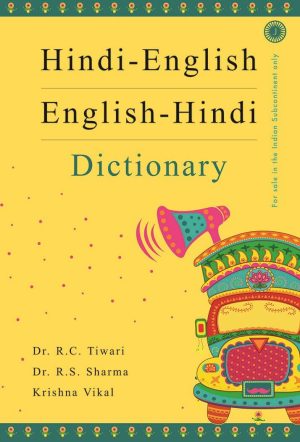 Hindi-English
English-Hindi
Dictionary
For sale in the Indian Subcontinent only
Dr. R.C. Tiwari
Dr. R.S. Sharma
Krishna Vikal